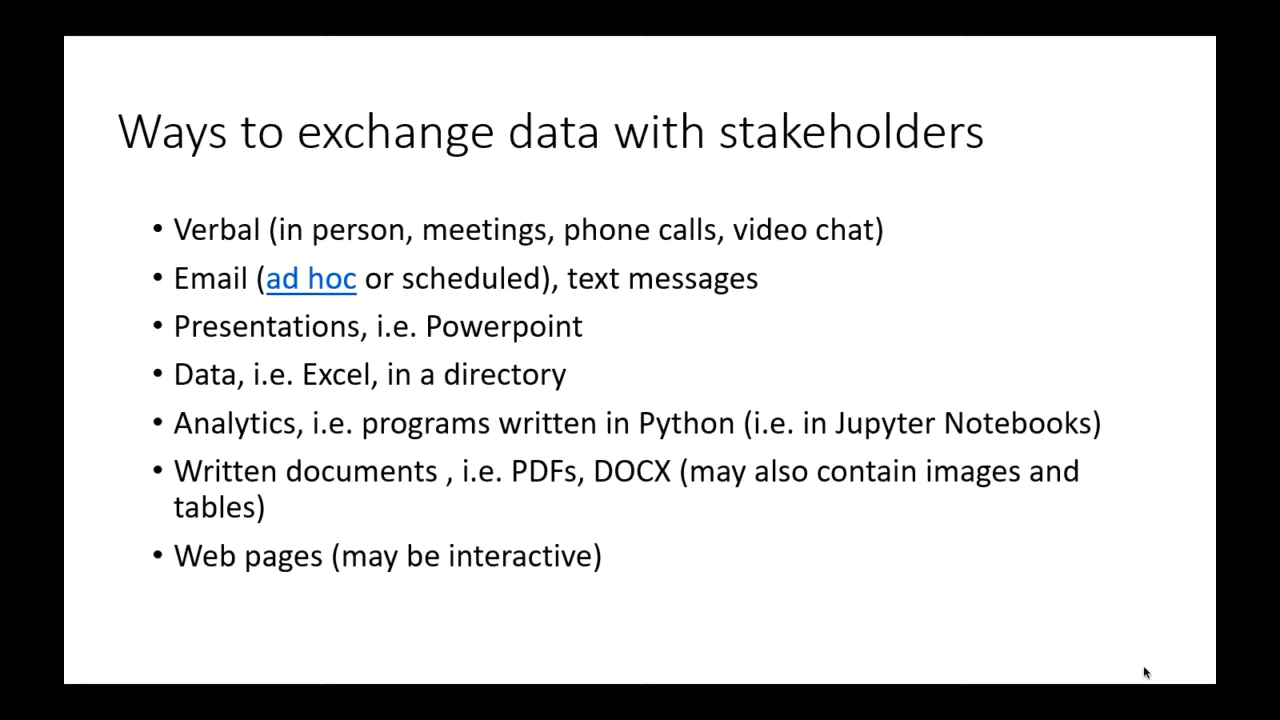 Ways to exchange data with stakeholders
• Verbal (in person, meetings, phone calls, video chat)
• Email (ad hoc or scheduled), text messages
• Presentations, i.e. Powerpoint
• Data, i.e. Excel, in a directory
• Analytics, i.e. programs written in Python (i.e. in Jupyter Notebooks)
• Written documents , i.e. PDFs, DOCX (may also contain images and
tables)
• Web pages (may be interactive)